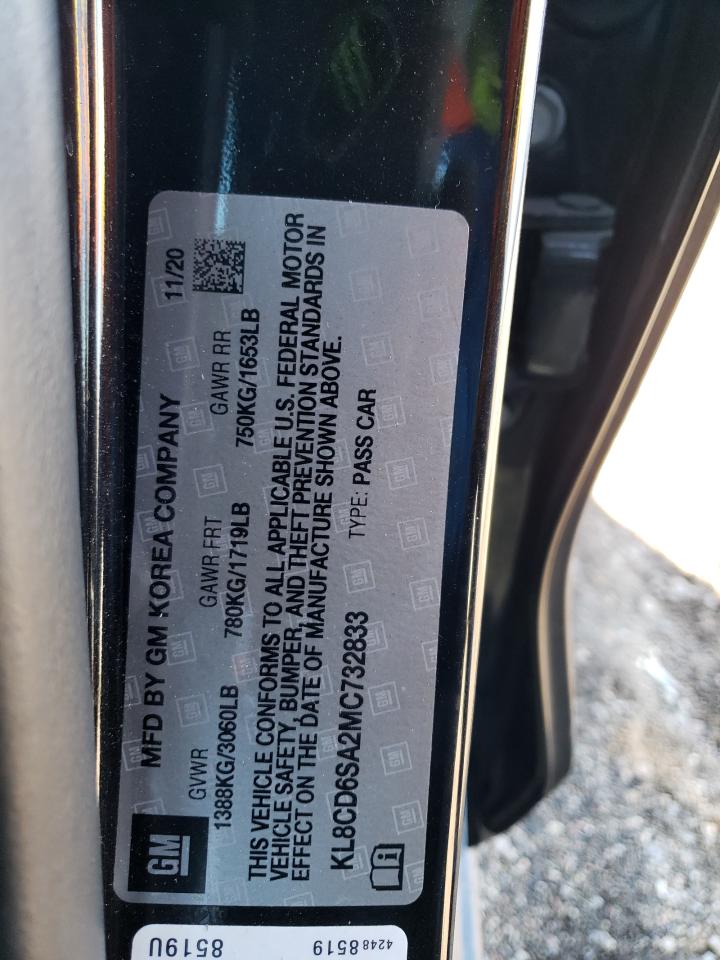 MFD BY GM KOREA COMPANY 11/20
GVWR GAWR FRT GAWR RR
1388KG/3060LB 780KG/1719LB 750KG/1653LB
THIS VEHICLE CONFORMS TO ALL APPLICABLE U.S. FEDERAL MOTOR
VEHICLE SAFETY, BUMPER, AND THEFT PREVENTION STANDARDS IN
EFFECT ON THE DATE OF MANUFACTURE SHOWN ABOVE.
KL8CD6SA2MC732833 TYPE: PASS CAR
GM
8519U
4248 8519